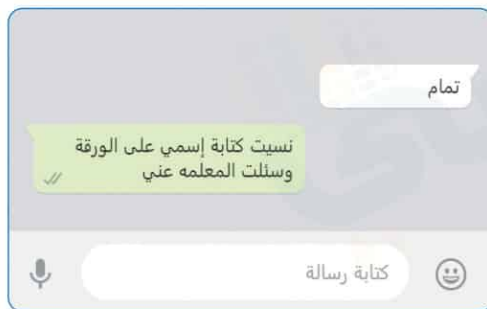 تمام
نسيت كتابة إسمي على الورقة
وسئلت المعلمه عني
كتابة رسالة